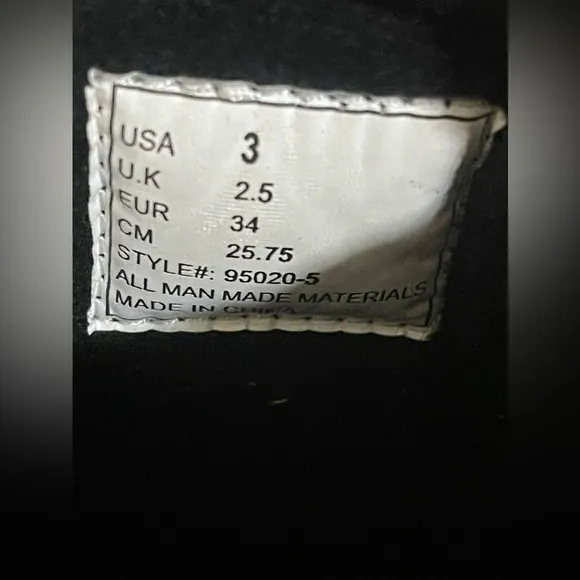 USA 3
U.K 2.5
EUR 34
CM 25.75
STYLE#: 95020-5
ALL MAN MADE MATERIALS
MADE IN CHINA